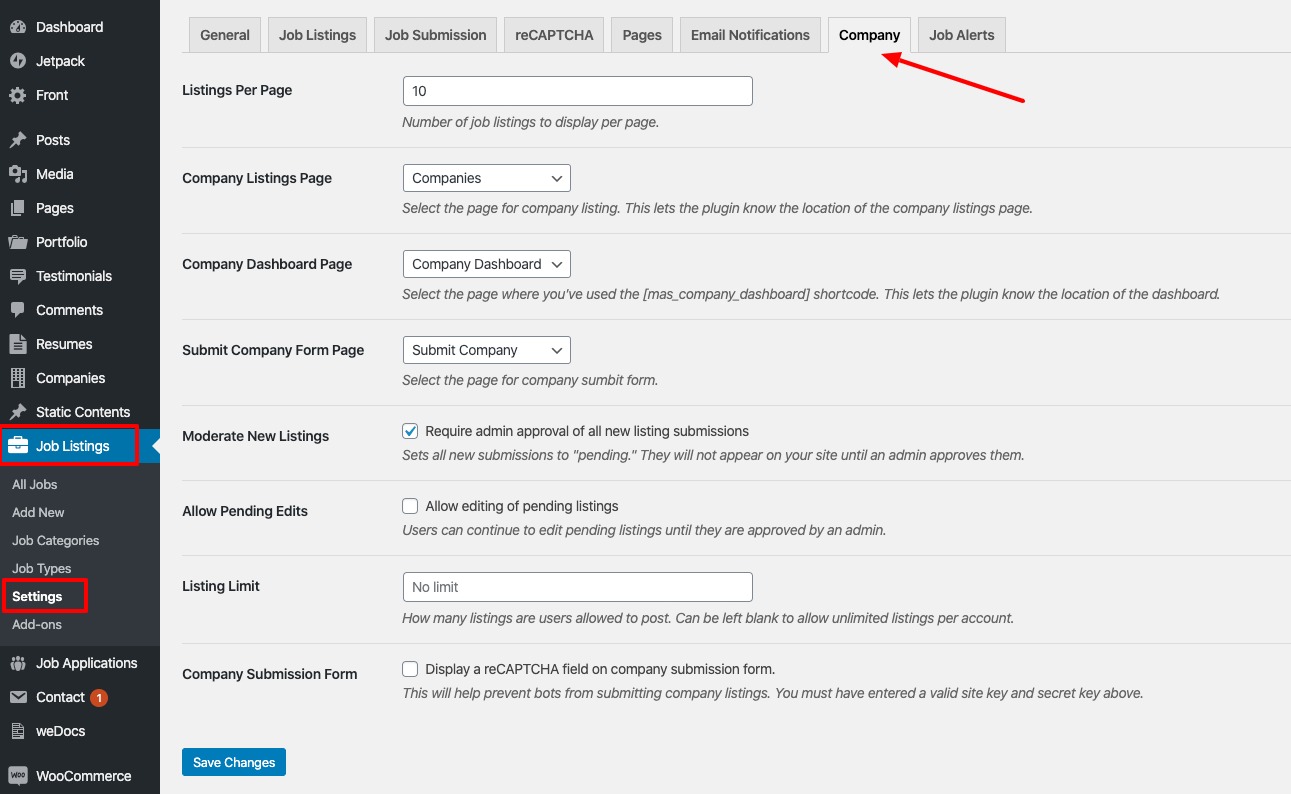 Dashboard
Jetpack
Front
Posts
Media
Pages
Portfolio
Testimonials
Comments
Resumes
Companies
Static Contents
Job Listings
All Jobs
Add New
Job Categories
Job Types
Settings
Add-ons
Job Applications
Contact 1
weDocs
Woo WooCommerce
General Job Listings Job Submission reCAPTCHA Pages Email Notifications Company Job Alerts
Listings Per Page 10
Number of job listings to display per page.
Company Listings Page Companies
Select the page for company listing. This lets the plugin know the location of the company listings page.
Company Dashboard Page Company Dashboard
Select the page where you've used the [mas_company_dashboard] shortcode. This lets the plugin know the location of the dashboard.
Submit Company Form Page Submit Company
Select the page for company sumbit form.
Moderate New Listings Require admin approval of all new listing submissions
Sets all new submissions to "pending." They will not appear on your site until an admin approves them.
Allow Pending Edits Allow editing of pending listings
Users can continue to edit pending listings until they are approved by an admin.
Listing Limit No limit
How many listings are users allowed to post. Can be left blank to allow unlimited listings per account.
Company Submission Form Display a reCAPTCHA field on company submission form.
This will help prevent bots from submitting company listings. You must have entered a valid site key and secret key above.
Save Changes